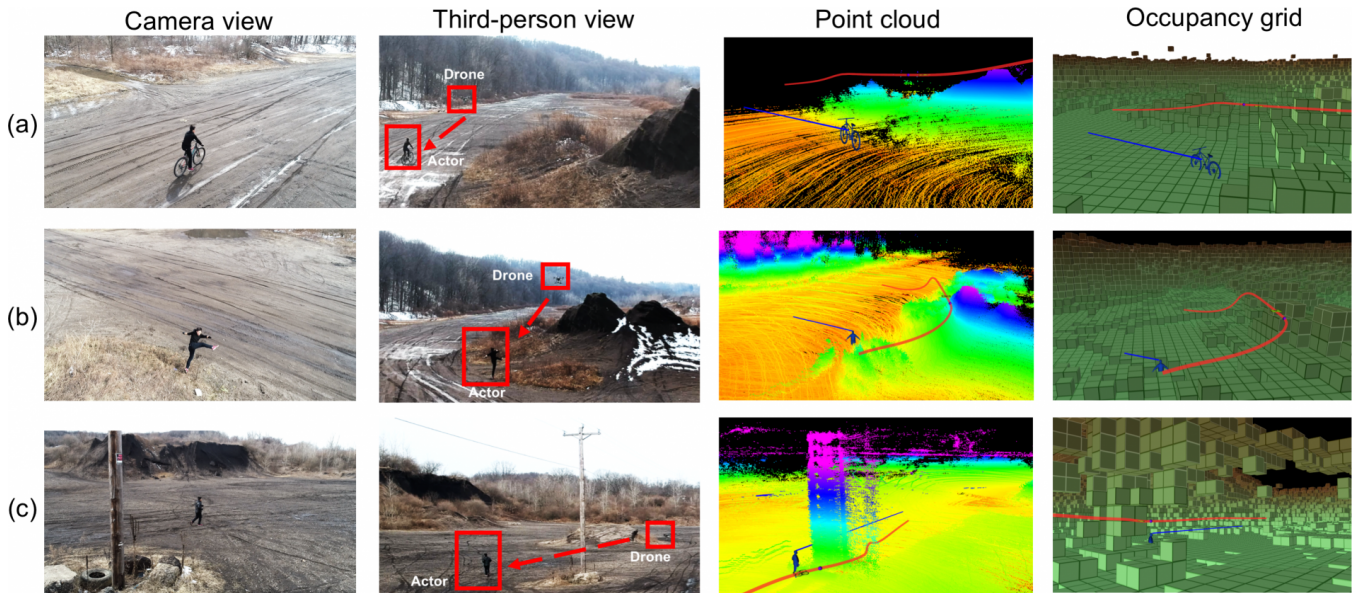 Camera view
Third-person view
Point cloud
Occupancy grid
(a)
Drone
Actor
(b)
Drone
Actor
(c)
Actor
Drone